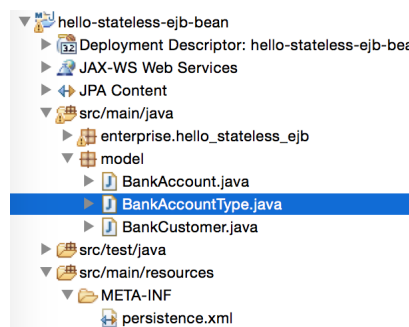 hello-stateless-ejb-bean
Deployment Descriptor: hello-stateless-ejb-bea
JAX-WS Web Services
JPA Content
src/main/java
enterprise.hello_stateless_ejb
model
BankAccount.java
BankAccountType.java
BankCustomer.java
src/test/java
src/main/resources
META-INF
persistence.xml